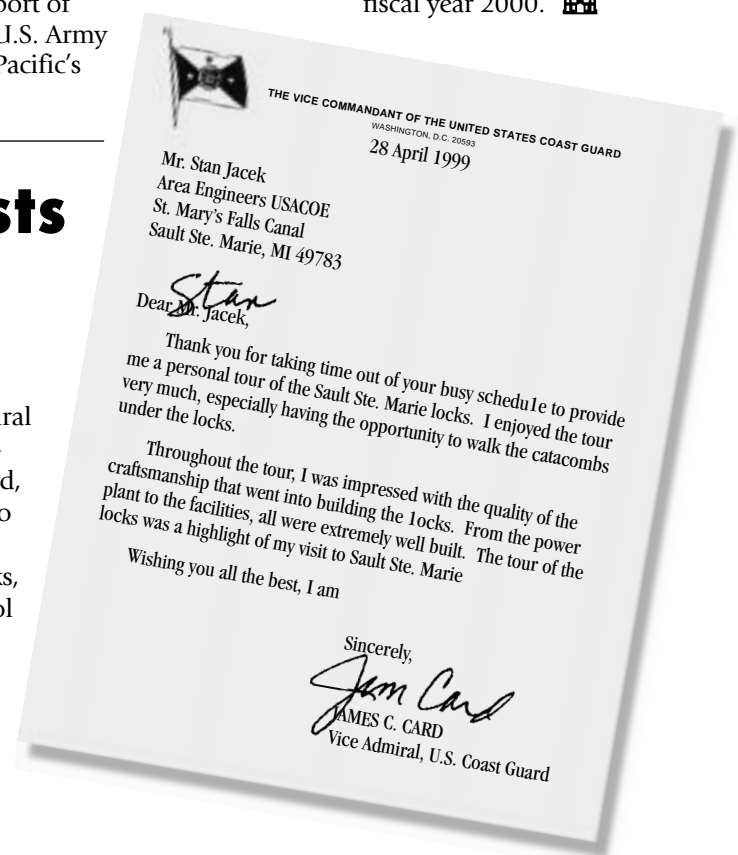 port of
U.S. Army
Pacific's
fiscal year 2000.
sts
ks,
THE VICE COMMANDANT OF THE UNITED STATES COAST GUARD
WASHINGTON, D.C. 20593
28 April 1999
Mr. Stan Jacek
Area Engineers USACOE
St. Mary's Falls Canal
Sault Ste. Marie, MI 49783
Stan
Dear Mr. Jacek,
Thank you for taking time out of your busy schedu1e to provide
me a personal tour of the Sault Ste. Marie locks. I enjoyed the tour
very much, especially having the opportunity to walk the catacombs
under the locks.
Throughout the tour, I was impressed with the quality of the
craftsmanship that went into building the 1ocks. From the power
plant to the facilities, all were extremely well built. The tour of the
locks was a highlight of my visit to Sault Ste. Marie
Wishing you all the best, I am
Sincerely,
Jim Card
JAMES C. CARD
Vice Admiral, U.S. Coast Guard